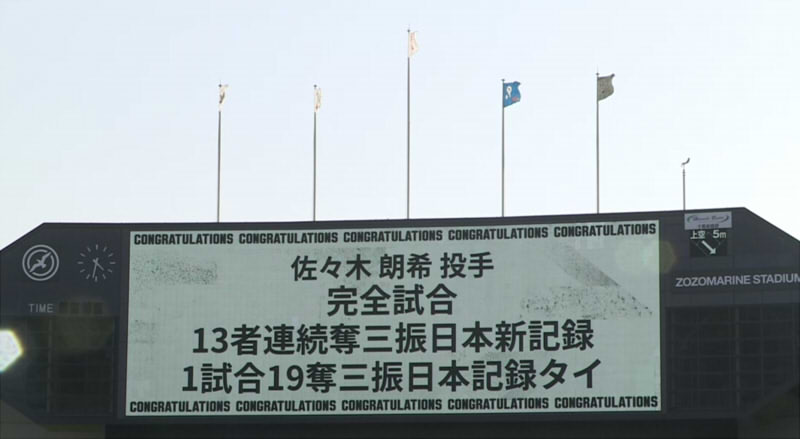 CONGRATULATIONS CONGRATULATIONS CONGRATULATIONS CONGRATULATIONS CONGRATULATIONS
佐々木 朗希 投手
完全試合
13者連続奪三振日本新記録
1試合19奪三振日本記録タイ
CONGRATULATIONS CONGRATULATIONS CONGRATULATIONS CONGRATULATIONS CONGRATULATIONS
TIME
上空 5m
ZOZOMARINE STADIUM